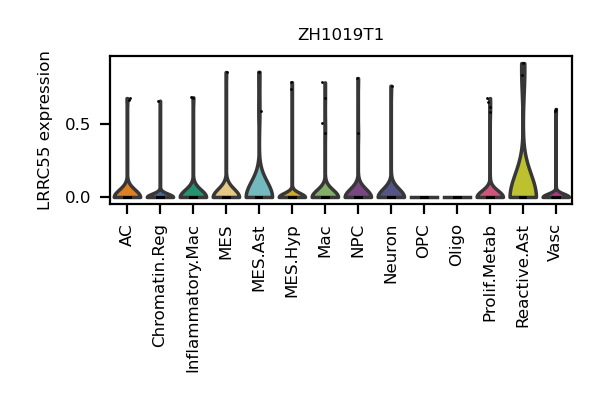 ZH1019T1
LRRC55 expression
0.5
0.0
AC
Chromatin.Reg
Inflammatory.Mac
MES
MES.Ast
MES.Hyp
Mac
NPC
Neuron
OPC
Oligo
Prolif.Metab
Reactive.Ast
Vasc